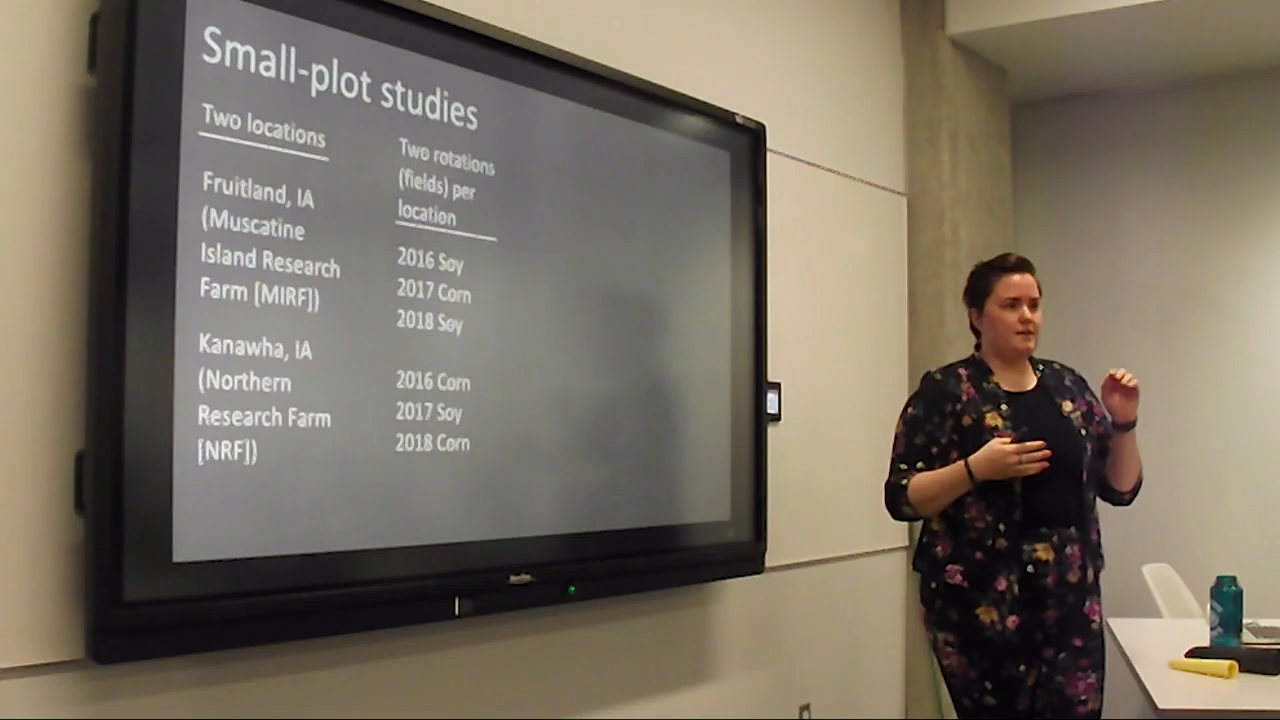 Small-plot studies
Two locations
Fruitland, IA
(Muscatine
Island Research
Farm [MIRF])
Kanawha, IA
(Northern
Research Farm
[NRF])
Two rotations
(fields) per
location
2016 Soy
2017 Corn
2018 Soy
2016 Corn
2017 Soy
2018 Corn